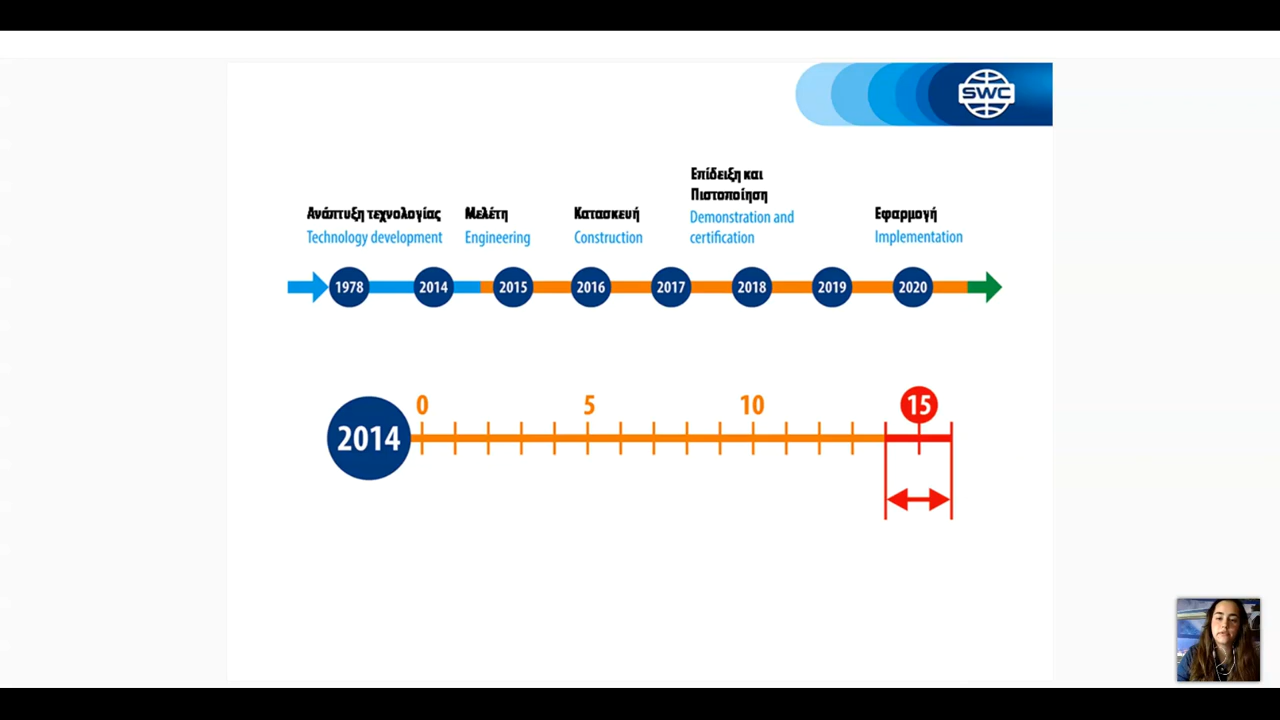 SWC
Επίδειξη και
Πιστοποίηση
Ανάπτυξη τεχνολογίας Μελέτη Κατασκευή Demonstration and Εφαρμογή
Technology development Engineering Construction certification Implementation
1978 2014 2015 2016 2017 2018 2019 2020
0 5 10 15
2014